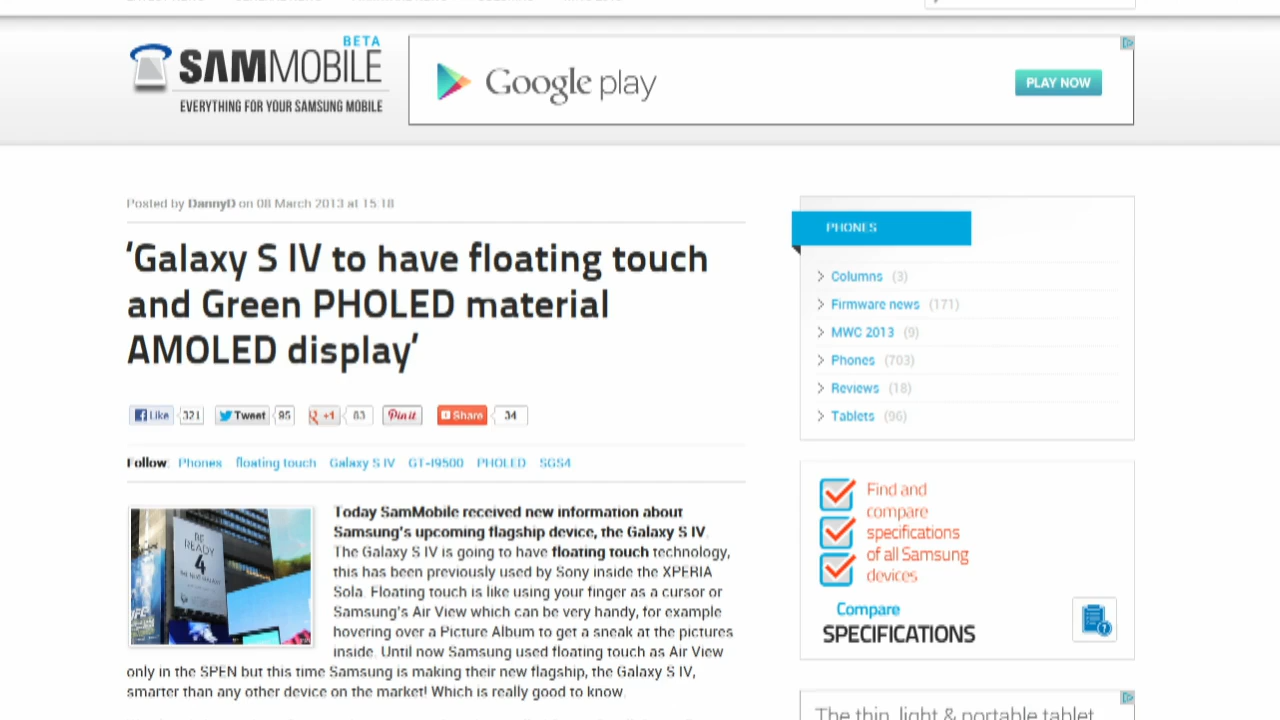 BETA
SAMMOBILE
EVERYTHING FOR YOUR SAMSUNG MOBILE
Google play
PLAY NOW
Posted by DannyD on 08 March 2013 at 15:18
'Galaxy S IV to have floating touch
and Green PHOLED material
AMOLED display'
Like 321 Tweet 95 +1 83 Pin it Share 34
Follow: Phones floating touch Galaxy S IV GT-I9500 PHOLED SGS4
BE
READY
4
THE NEXT GALAXY
Today SamMobile received new information about
Samsung's upcoming flagship device, the Galaxy S IV.
The Galaxy S IV is going to have floating touch technology,
this has been previously used by Sony inside the XPERIA
Sola. Floating touch is like using your finger as a cursor or
Samsung's Air View which can be very handy, for example
hovering over a Picture Album to get a sneak at the pictures
inside. Until now Samsung used floating touch as Air View
only in the SPEN but this time Samsung is making their new flagship, the Galaxy S IV,
smarter than any other device on the market! Which is really good to know.
PHONES
Columns (3)
Firmware news (171)
MWC 2013 (9)
Phones (703)
Reviews (18)
Tablets (96)
Find and
compare
specifications
of all Samsung
devices
Compare
SPECIFICATIONS
The thin, light & portable tablet